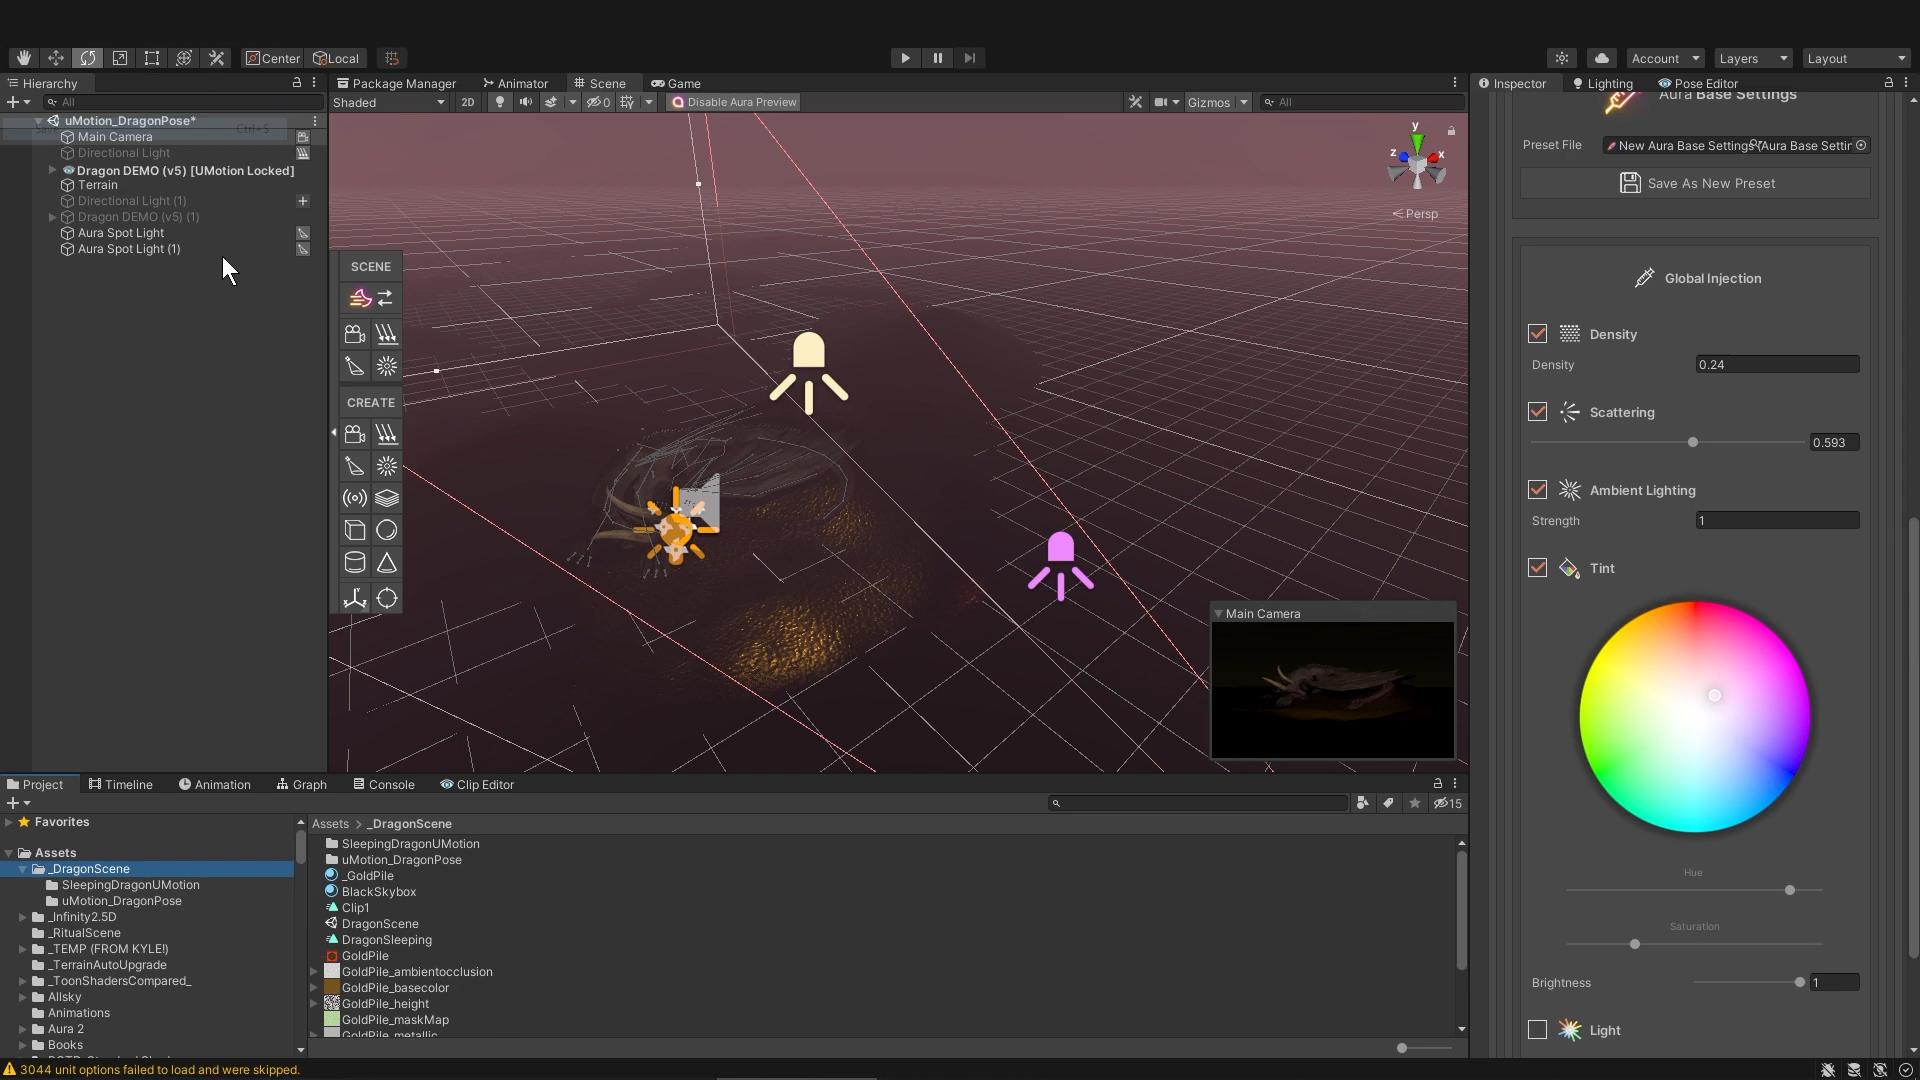 Center
Local
Account
Layers
Layout
Hierarchy
All
uMotion_DragonPose*
Main Camera
Directional Light
Dragon DEMO (v5) [UMotion Locked]
Terrain
Directional Light (1)
Dragon DEMO (v5) (1)
Aura Spot Light
Aura Spot Light (1)
Package Manager
Animator
Scene
Game
Shaded
2D
0
Disable Aura Preview
Gizmos
All
y
z
x
Persp
SCENE
CREATE
Main Camera
Inspector
Lighting
Pose Editor
Aura Base Settings
Preset File
New Aura Base Settings (Aura Base Settir
Save As New Preset
Global Injection
Density
Density
0.24
Scattering
0.593
Ambient Lighting
Strength
1
Tint
Hue
Saturation
Brightness
1
Light
Project
Timeline
Animation
Graph
Console
Clip Editor
15
Favorites
Assets
_DragonScene
SleepingDragonUMotion
uMotion_DragonPose
_Infinity2.5D
_RitualScene
_TEMP (FROM KYLE!)
_TerrainAutoUpgrade
_ToonShadersCompared_
Allsky
Animations
Aura 2
Books
Assets > _DragonScene
SleepingDragonUMotion
uMotion_DragonPose
_GoldPile
BlackSkybox
Clip1
DragonScene
DragonSleeping
GoldPile
GoldPile_ambientocclusion
GoldPile_basecolor
GoldPile_height
GoldPile_maskMap
GoldPile_metallic
3044 unit options failed to load and were skipped.